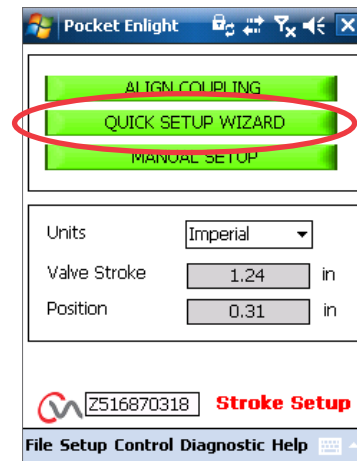 Pocket Enlight
ALIGN COUPLING
QUICK SETUP WIZARD
MANUAL SETUP
Units Imperial
Valve Stroke 1.24 in
Position 0.31 in
Z516870318 Stroke Setup
File Setup Control Diagnostic Help